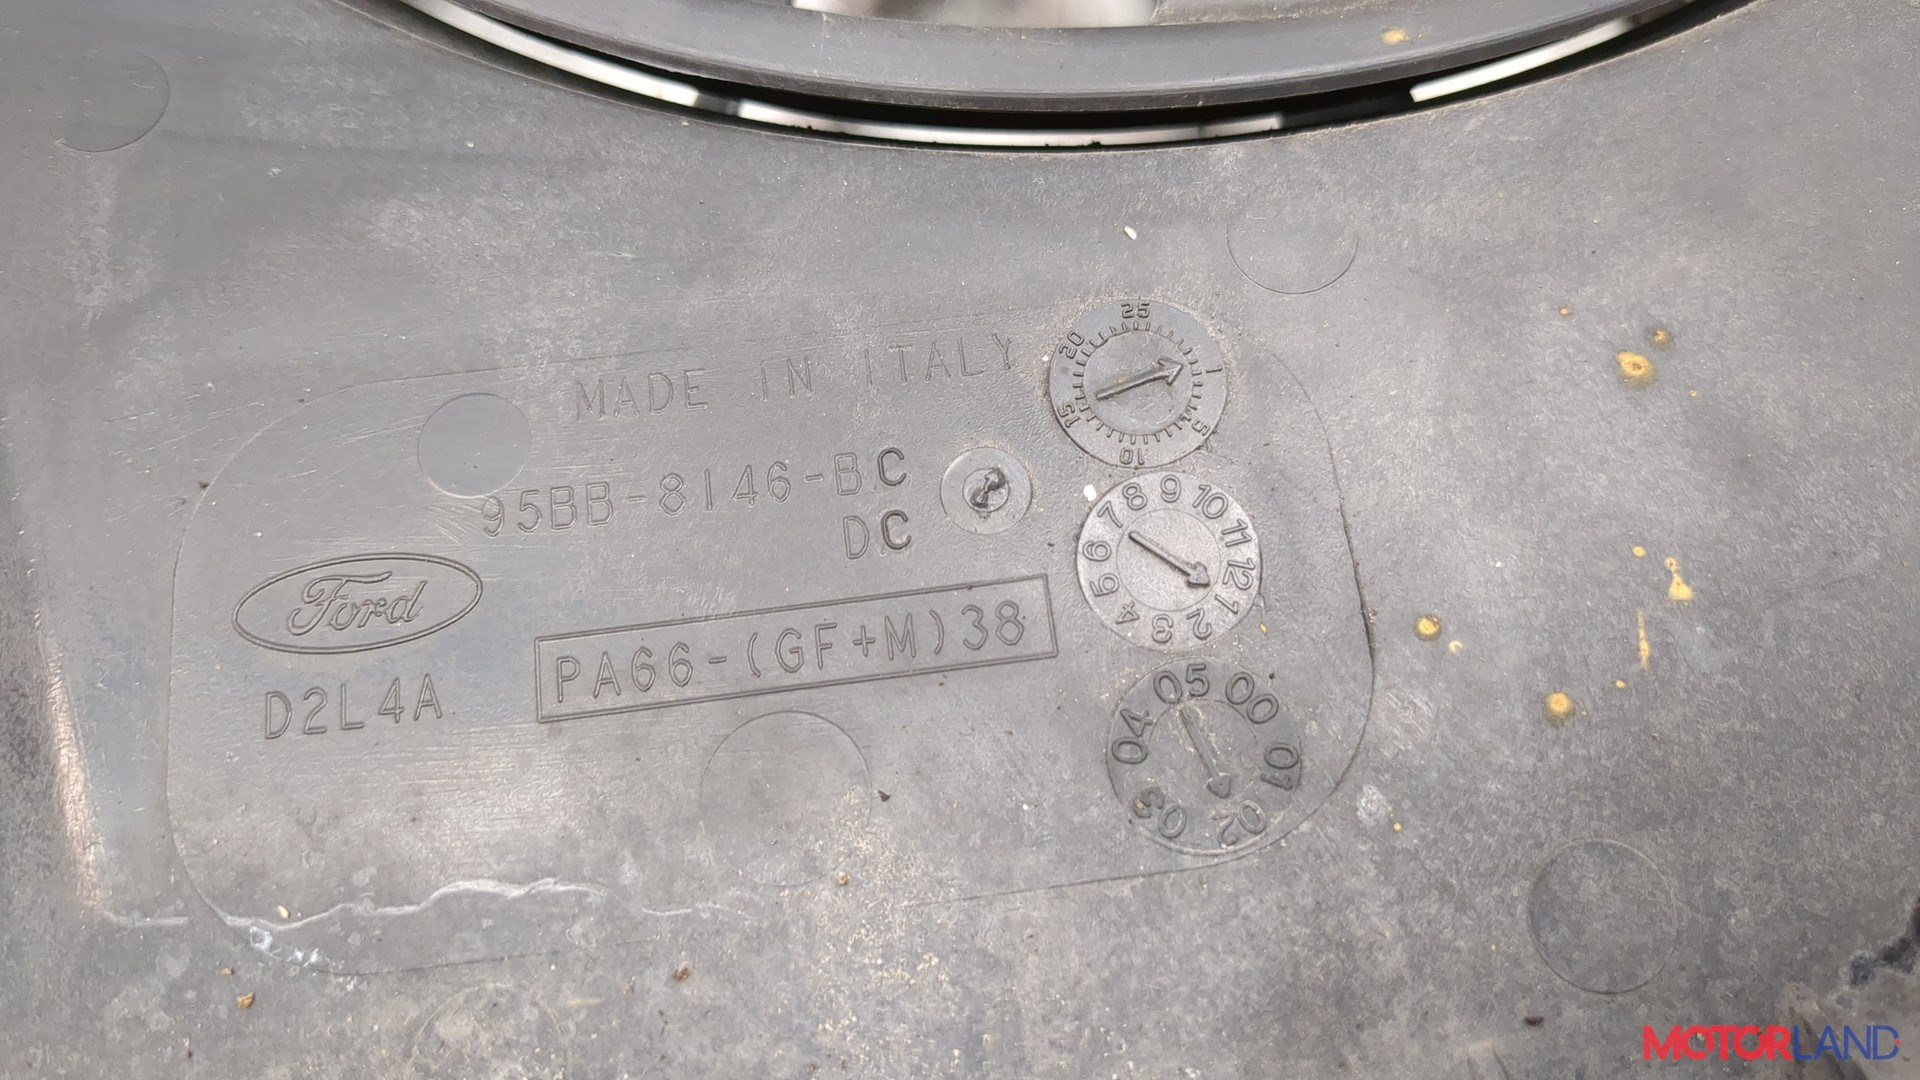 MADE IN ITALY
95BB-8146-BC
DC
Ford
D2L4A
PA66-(GF+M)38
25
20
1
15
5
10
8 9 10
7 11
6 12
5 1
4 3 2
05 00
04 01
03 02
MOTORLAND